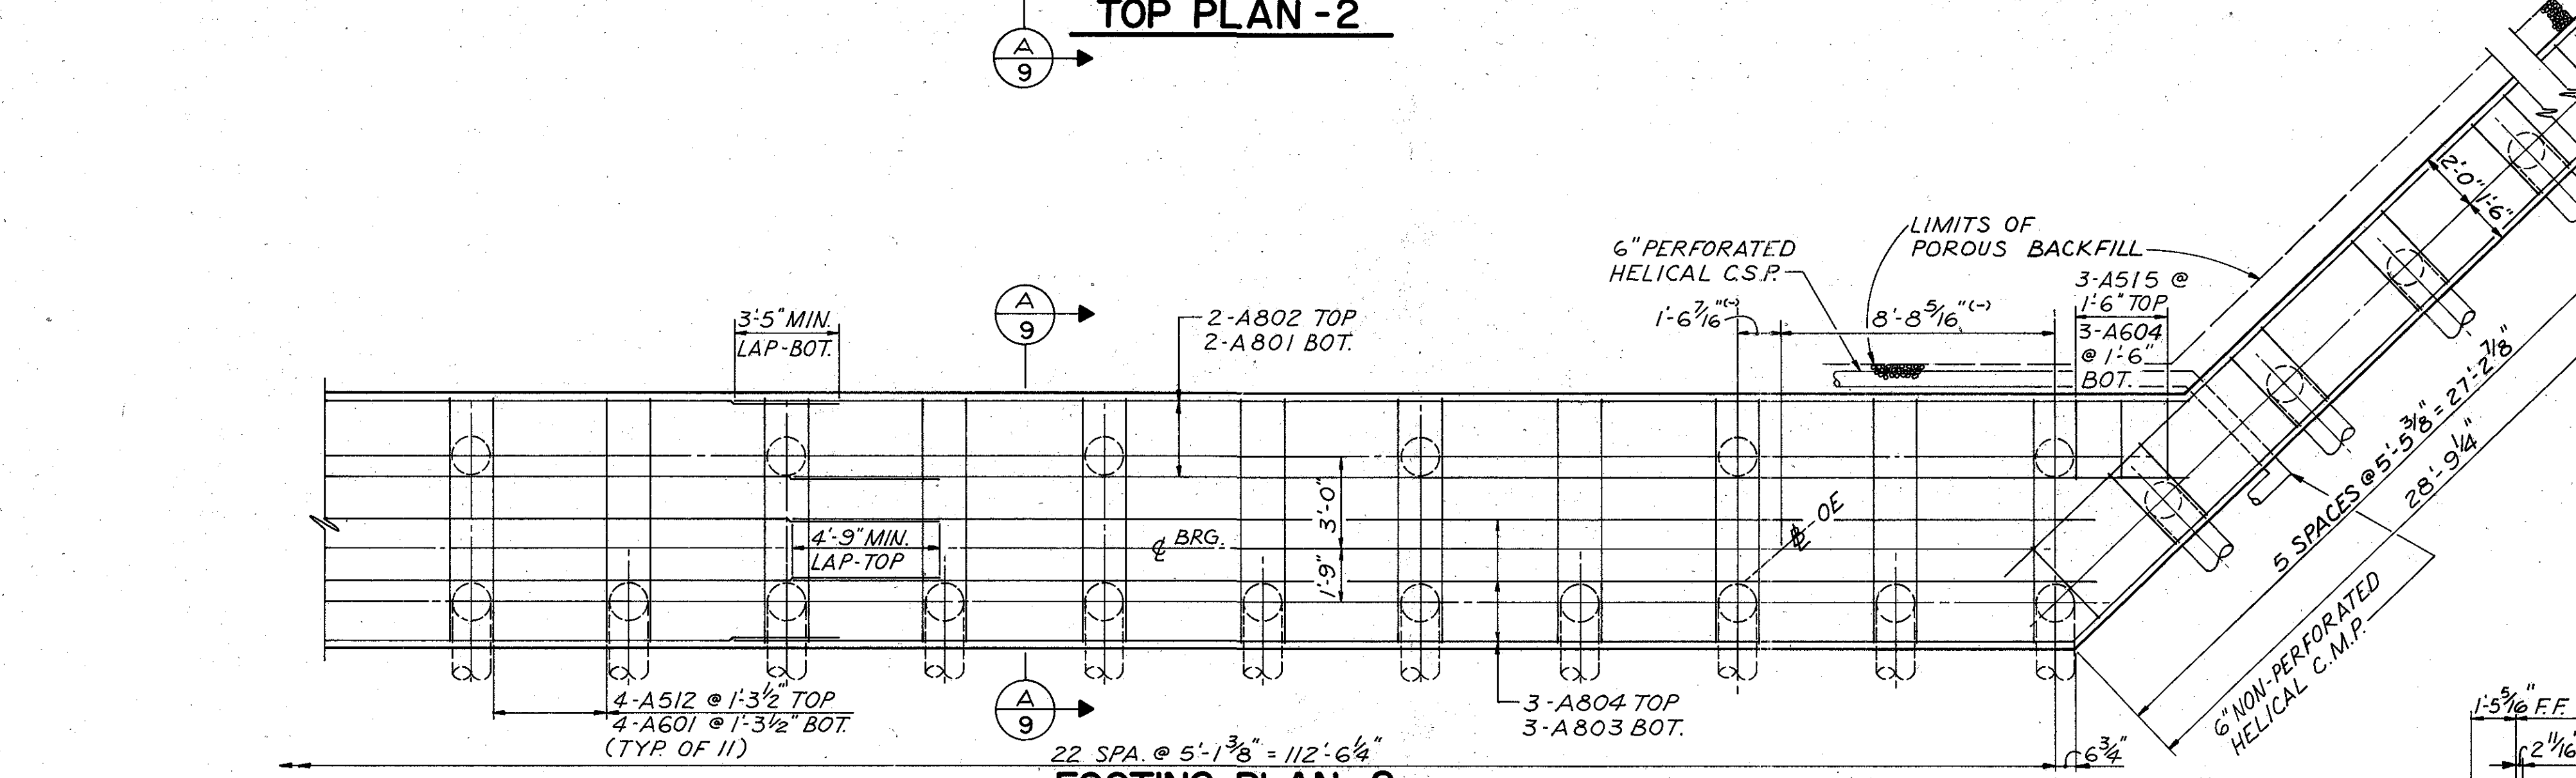 TOP PLAN-2
A
9
LIMITS OF
POROUS BACKFILL
6" PERFORATED
HELICAL C.S.P.
3-A515 @
1'-6" TOP
3-A604
@ 1'-6"
BOT.
2'-0"
1'-6"
3'-5" MIN.
LAP-BOT.
A
9
2-A802 TOP
2-A801 BOT.
1'-6 7/16"(-)
8'-8 5/16"(-)
4'-9" MIN.
LAP-TOP
℄ BRG.
3'-0"
1'-9"
℄-OE
5 SPACES @ 5'-5 3/8" = 27'-2 7/8"
28'-9 1/4"
6" NON-PERFORATED
HELICAL C.M.P.
4-A512 @ 1'-3 1/2" TOP
4-A601 @ 1'-3 1/2" BOT.
(TYP. OF 11)
A
9
3-A804 TOP
3-A803 BOT.
22 SPA. @ 5'-1 3/8" = 112'-6 1/4"
6 3/4"
1'-5 5/16" F.F.
2 11/16"